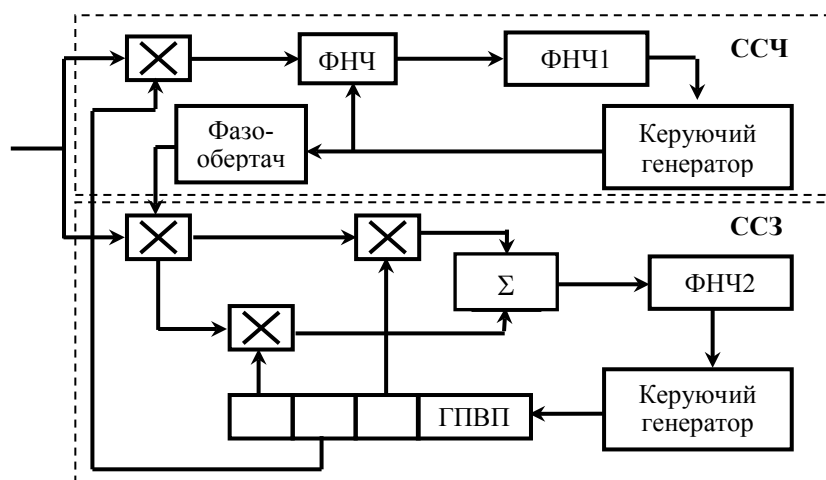 ССЧ
ФНЧ
ФНЧ1
Фазо-
обертач
Керуючий
генератор
ССЗ
Σ
ФНЧ2
ГПВП
Керуючий
генератор